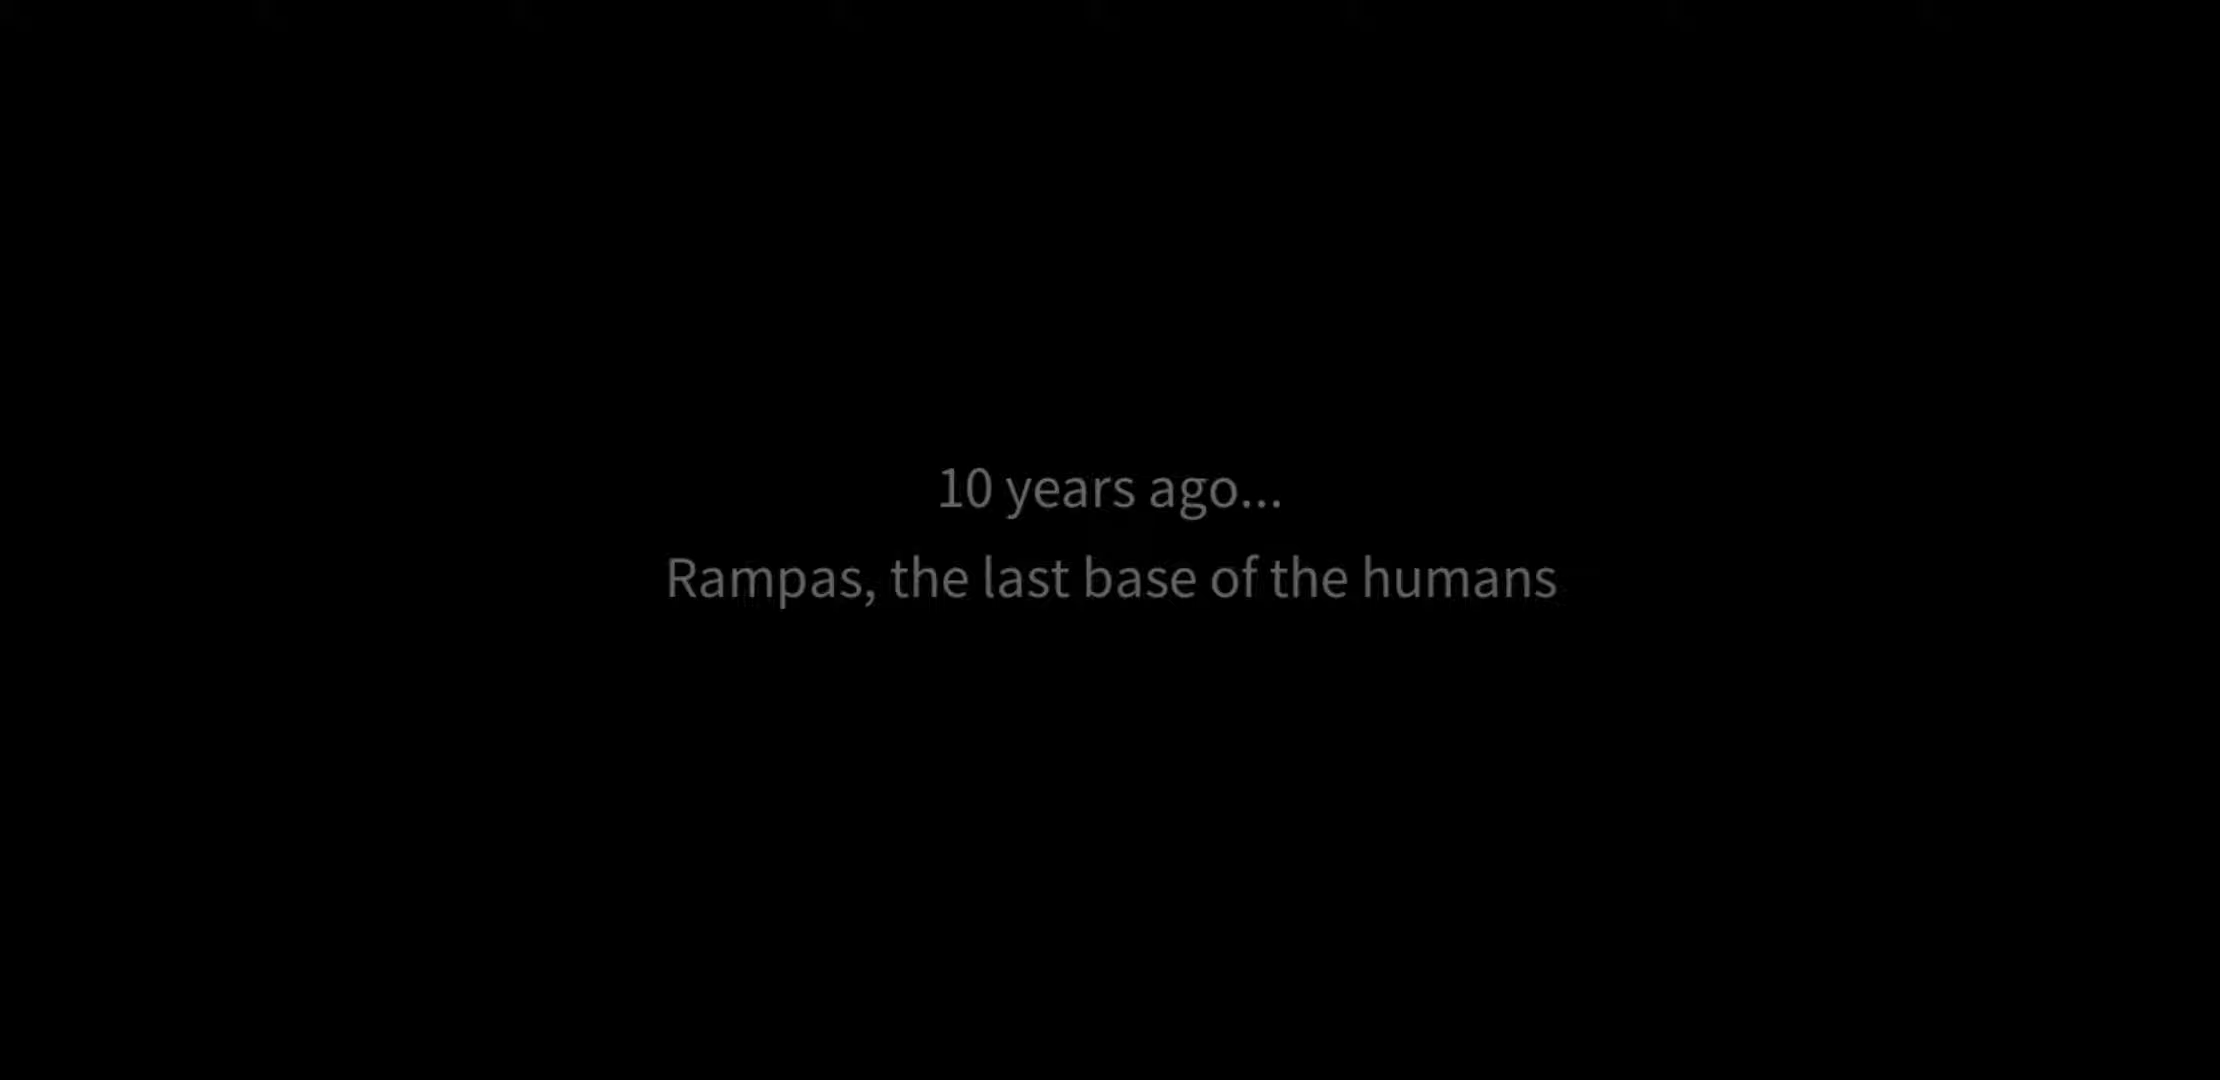 10 years ago...
Rampas, the last base of the humans